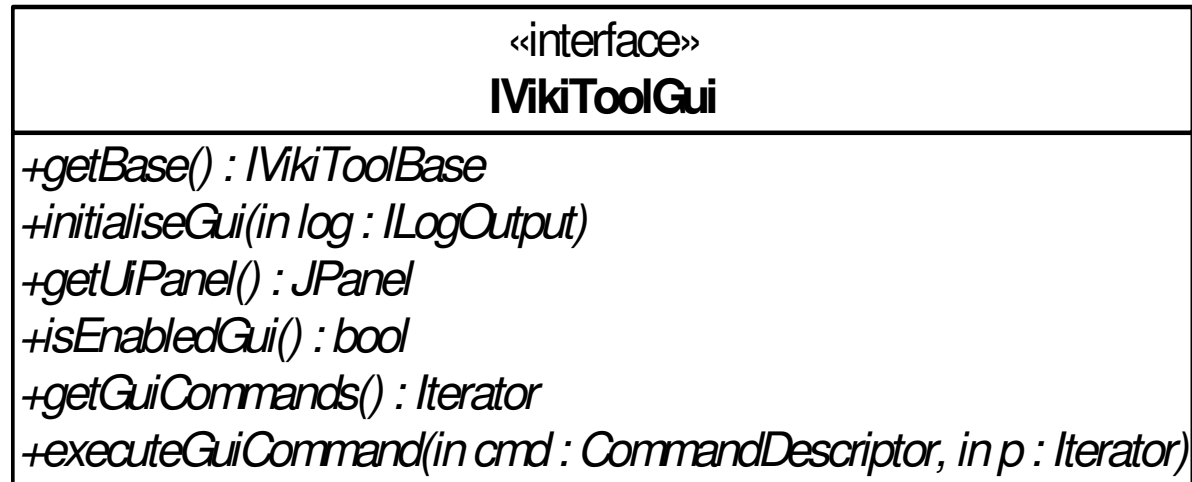 «interface»
IVikiToolGui
+getBase() : IVikiToolBase
+initialiseGui(in log : ILogOutput)
+getUiPanel() : JPanel
+isEnabledGui() : bool
+getGuiCommands() : Iterator
+executeGuiCommand(in cmd : CommandDescriptor, in p : Iterator)